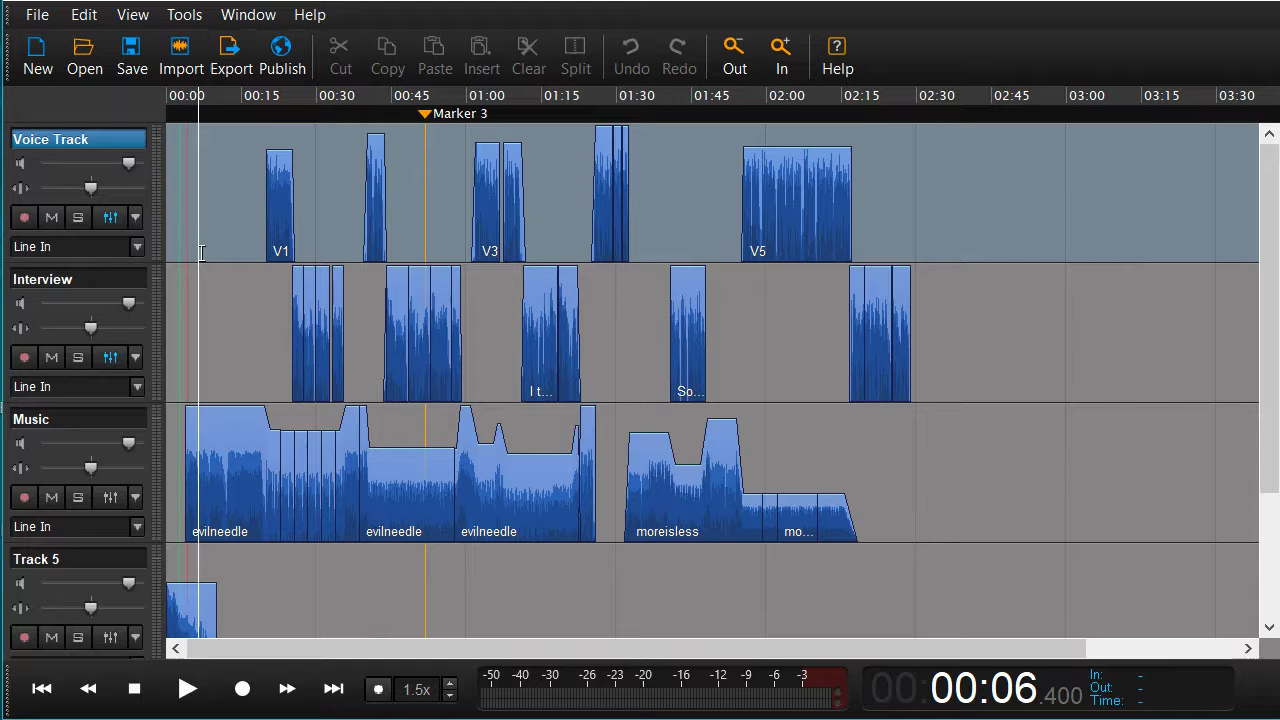 File Edit View Tools Window Help
New Open Save Import Export Publish Cut Copy Paste Insert Clear Split Undo Redo Out In Help
00:00 00:15 00:30 00:45 01:00 01:15 01:30 01:45 02:00 02:15 02:30 02:45 03:00 03:15 03:30
Marker 3
Voice Track
M S
Line In
V1 V3 V5
Interview
M S
Line In
I t... So...
Music
M S
Line In
evilneedle evilneedle evilneedle moreisless mo...
Track 5
M S
1.5x
-50 -40 -30 -26 -23 -20 -16 -12 -9 -6 -3
00:00:06.400
In: -
Out: -
Time: -